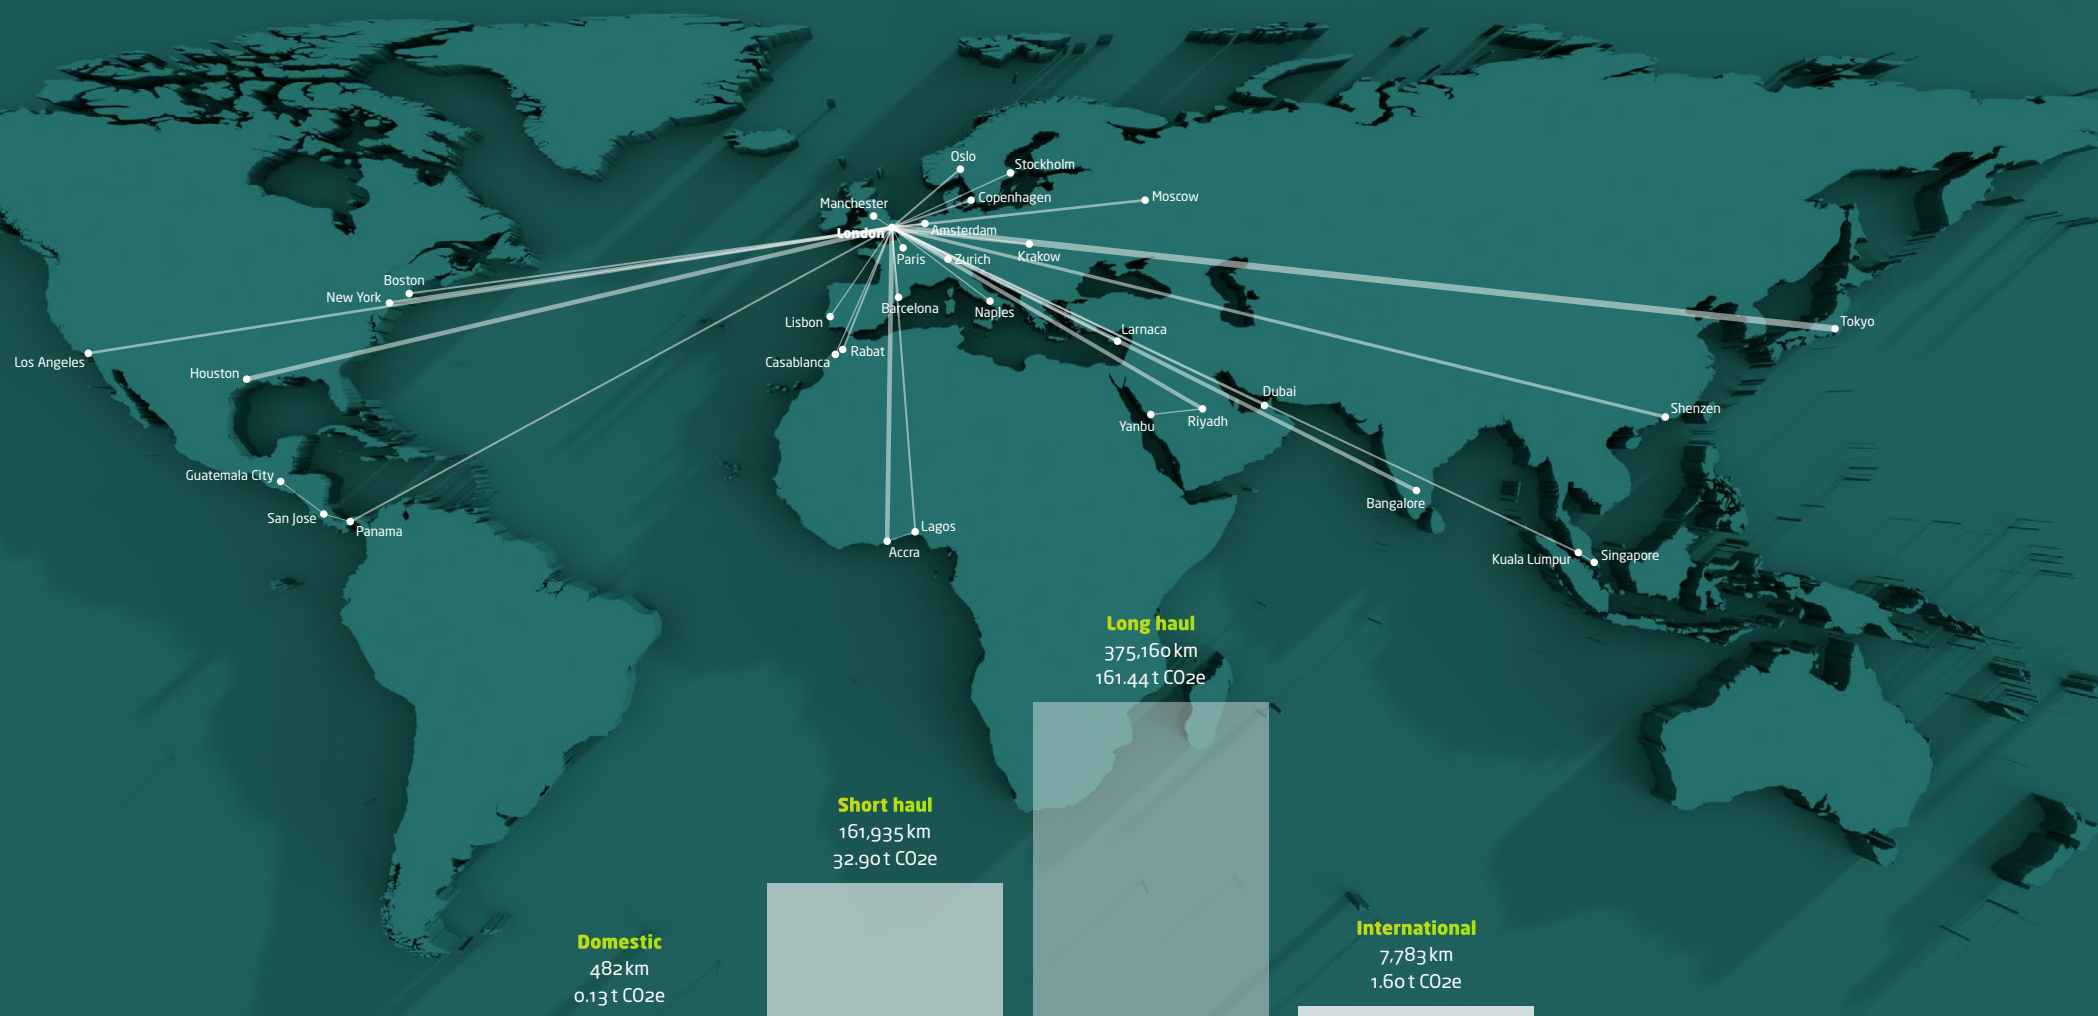 Oslo
Stockholm
Manchester
Copenhagen
Moscow
London
Amsterdam
Paris
Zurich
Krakow
Boston
New York
Barcelona
Naples
Lisbon
Larnaca
Tokyo
Los Angeles
Houston
Casablanca
Rabat
Dubai
Shenzen
Yanbu
Riyadh
Guatemala City
San Jose
Panama
Bangalore
Lagos
Accra
Kuala Lumpur
Singapore
Long haul
375,160 km
161.44 t CO2e
Short haul
161,935 km
32.90 t CO2e
Domestic
482 km
0.13 t CO2e
International
7,783 km
1.60 t CO2e